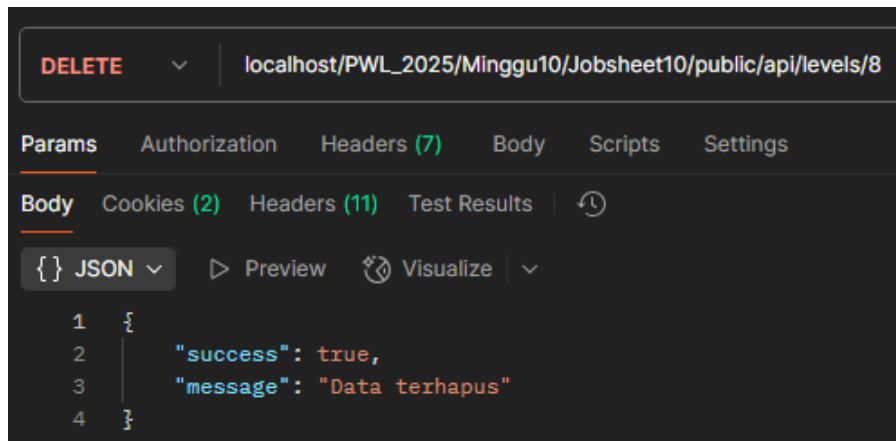 DELETE localhost/PWL_2025/Minggu10/Jobsheet10/public/api/levels/8
Params Authorization Headers (7) Body Scripts Settings
Body Cookies (2) Headers (11) Test Results
{} JSON Preview Visualize
1 {
2 "success": true,
3 "message": "Data terhapus"
4 }